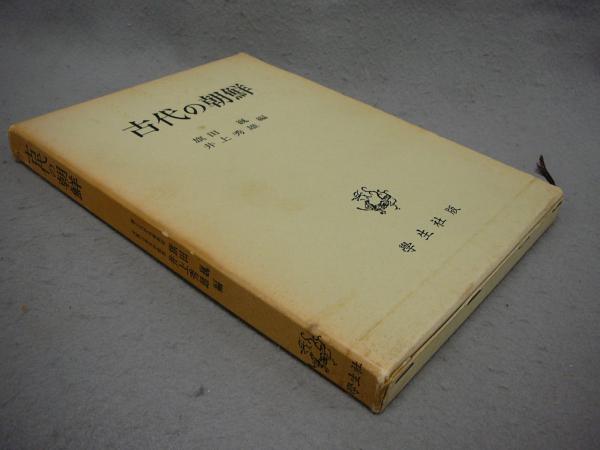 古代の朝鮮
旗田 巍
井上秀雄 編
學生社版
古代の朝鮮
旗田 巍
井上秀雄 編
學生社